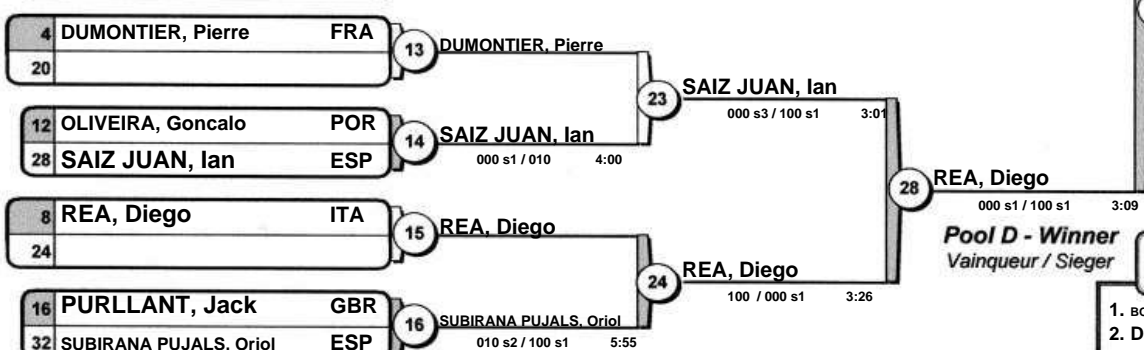 4 DUMONTIER, Pierre FRA
20
13 DUMONTIER, Pierre
12 OLIVEIRA, Goncalo POR
28 SAIZ JUAN, Ian ESP
14 SAIZ JUAN, Ian
000 s1 / 010 4:00
23 SAIZ JUAN, Ian
000 s3 / 100 s1 3:01
8 REA, Diego ITA
24
15 REA, Diego
16 PURLLANT, Jack GBR
32 SUBIRANA PUJALS, Oriol ESP
16 SUBIRANA PUJALS, Oriol
010 s2 / 100 s1 5:55
24 REA, Diego
100 / 000 s1 3:26
28 REA, Diego
000 s1 / 100 s1 3:09
Pool D - Winner
Vainqueur / Sieger
1.
2.